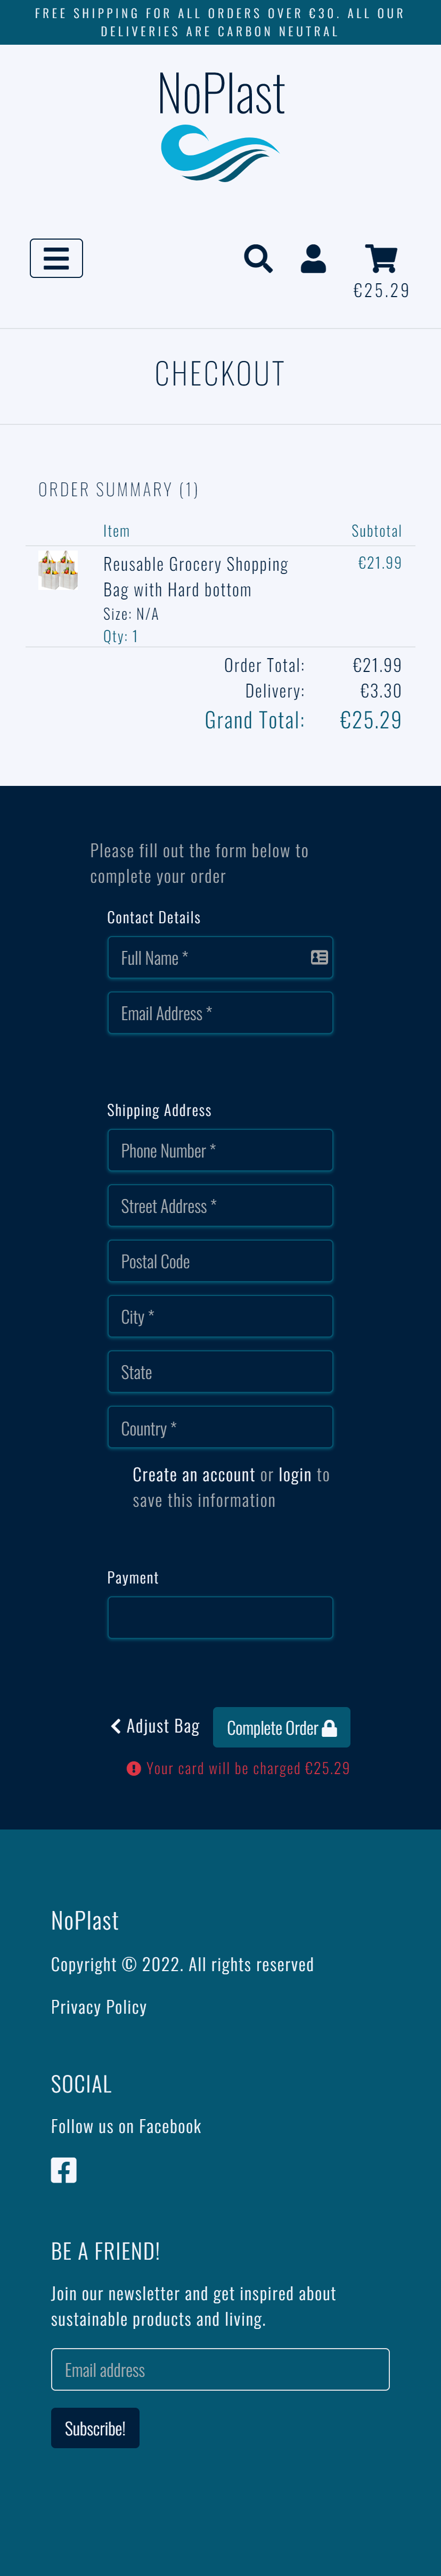 FREE SHIPPING FOR ALL ORDERS OVER €30. ALL OUR
DELIVERIES ARE CARBON NEUTRAL
NoPlast
€25.29
CHECKOUT
ORDER SUMMARY (1)
Item Subtotal
Reusable Grocery Shopping €21.99
Bag with Hard bottom
Size: N/A
Qty: 1
Order Total: €21.99
Delivery: €3.30
Grand Total: €25.29
Please fill out the form below to
complete your order
Contact Details
Full Name *
Email Address *
Shipping Address
Phone Number *
Street Address *
Postal Code
City *
State
Country *
Create an account or login to
save this information
Payment
Adjust Bag Complete Order
Your card will be charged €25.29
NoPlast
Copyright © 2022. All rights reserved
Privacy Policy
SOCIAL
Follow us on Facebook
BE A FRIEND!
Join our newsletter and get inspired about
sustainable products and living.
Email address
Subscribe!